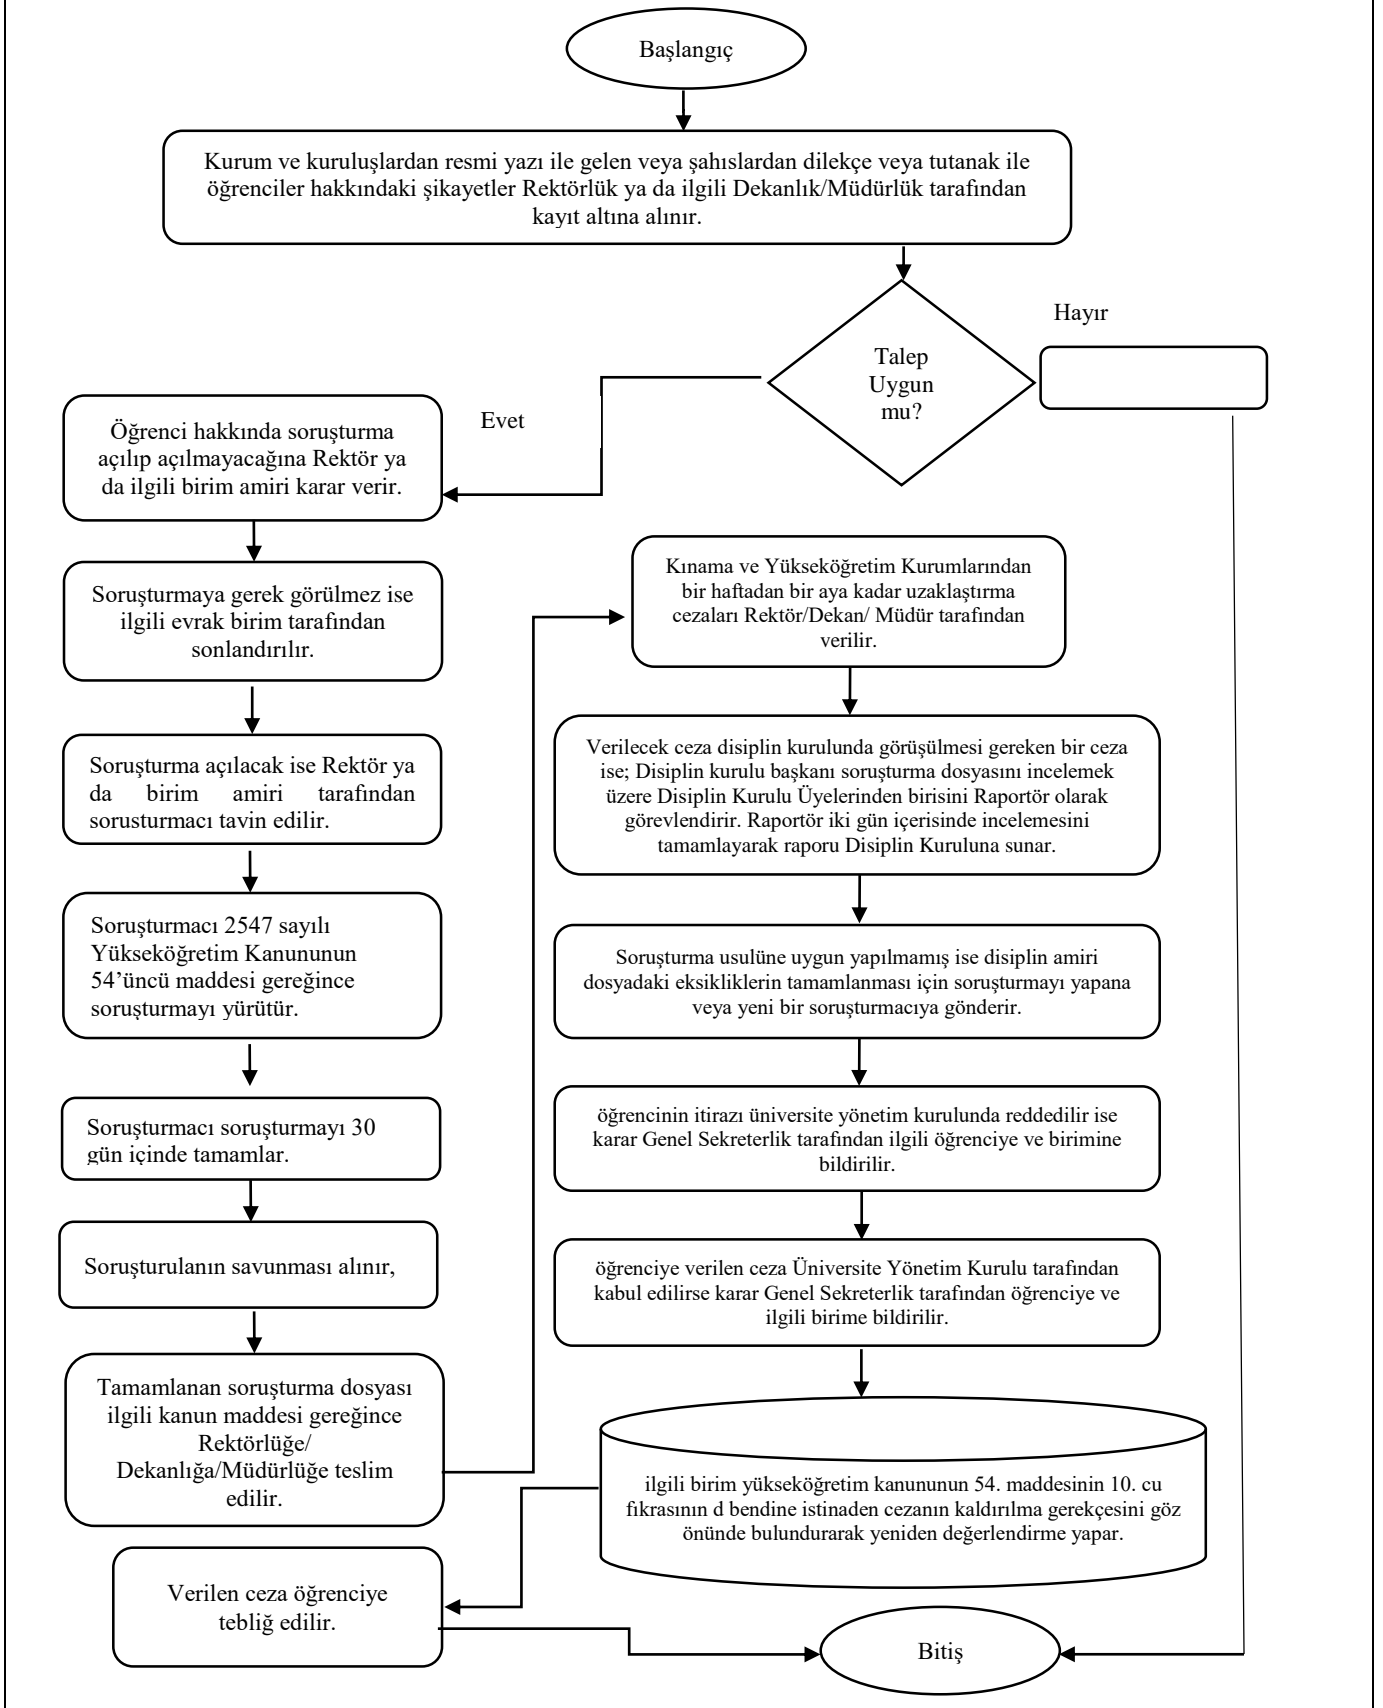 Başlangıç
Kurum ve kuruluşlardan resmi yazı ile gelen veya şahıslardan dilekçe veya tutanak ile
öğrenciler hakkındaki şikayetler Rektörlük ya da ilgili Dekanlık/Müdürlük tarafından
kayıt altına alınır.
Talep
Uygun
mu?
Hayır
Evet
Öğrenci hakkında soruşturma
açılıp açılmayacağına Rektör ya
da ilgili birim amiri karar verir.
Soruşturmaya gerek görülmez ise
ilgili evrak birim tarafından
sonlandırılır.
Soruşturma açılacak ise Rektör ya
da birim amiri tarafından
soruşturmacı tayin edilir.
Soruşturmacı 2547 sayılı
Yükseköğretim Kanununun
54’üncü maddesi gereğince
soruşturmayı yürütür.
Soruşturmacı soruşturmayı 30
gün içinde tamamlar.
Soruşturulanın savunması alınır,
Tamamlanan soruşturma dosyası
ilgili kanun maddesi gereğince
Rektörlüğe/
Dekanlığa/Müdürlüğe teslim
edilir.
Kınama ve Yükseköğretim Kurumlarından
bir haftadan bir aya kadar uzaklaştırma
cezaları Rektör/Dekan/ Müdür tarafından
verilir.
Verilecek ceza disiplin kurulunda görüşülmesi gereken bir ceza
ise; Disiplin kurulu başkanı soruşturma dosyasını incelemek
üzere Disiplin Kurulu Üyelerinden birisini Raportör olarak
görevlendirir. Raportör iki gün içerisinde incelemesini
tamamlayarak raporu Disiplin Kuruluna sunar.
Soruşturma usulüne uygun yapılmamış ise disiplin amiri
dosyadaki eksikliklerin tamamlanması için soruşturmayı yapana
veya yeni bir soruşturmacıya gönderir.
öğrencinin itirazı üniversite yönetim kurulunda reddedilir ise
karar Genel Sekreterlik tarafından ilgili öğrenciye ve birimine
bildirilir.
öğrenciye verilen ceza Üniversite Yönetim Kurulu tarafından
kabul edilirse karar Genel Sekreterlik tarafından öğrenciye ve
ilgili birime bildirilir.
ilgili birim yükseköğretim kanununun 54. maddesinin 10. cu
fıkrasının d bendine istinaden cezanın kaldırılma gerekçesini göz
önünde bulundurarak yeniden değerlendirme yapar.
Verilen ceza öğrenciye
tebliğ edilir.
Bitiş